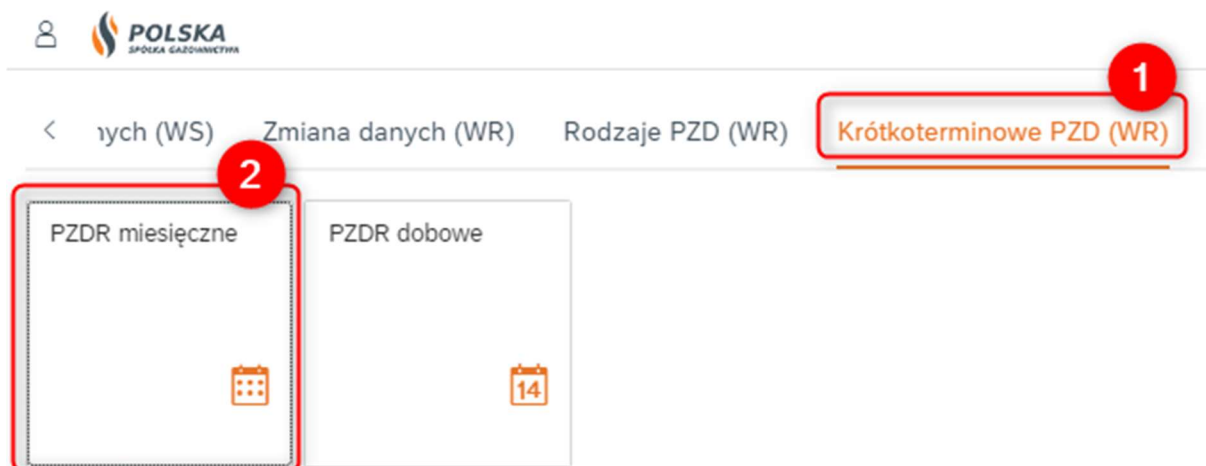 POLSKA
SPÓŁKA GAZOWNICTWA
1
ych (WS) Zmiana danych (WR) Rodzaje PZD (WR) Krótkoterminowe PZD (WR)
2
PZDR miesięczne PZDR dobowe
14